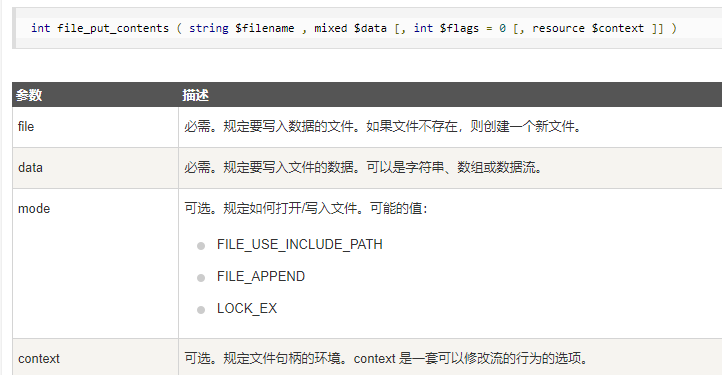 int file_put_contents ( string $filename , mixed $data [, int $flags = 0 [, resource $context ]] )
参数 描述
file 必需。规定要写入数据的文件。如果文件不存在，则创建一个新文件。
data 必需。规定要写入文件的数据。可以是字符串、数组或数据流。
mode 可选。规定如何打开/写入文件。可能的值：
FILE_USE_INCLUDE_PATH
FILE_APPEND
LOCK_EX
context 可选。规定文件句柄的环境。context 是一套可以修改流的行为的选项。